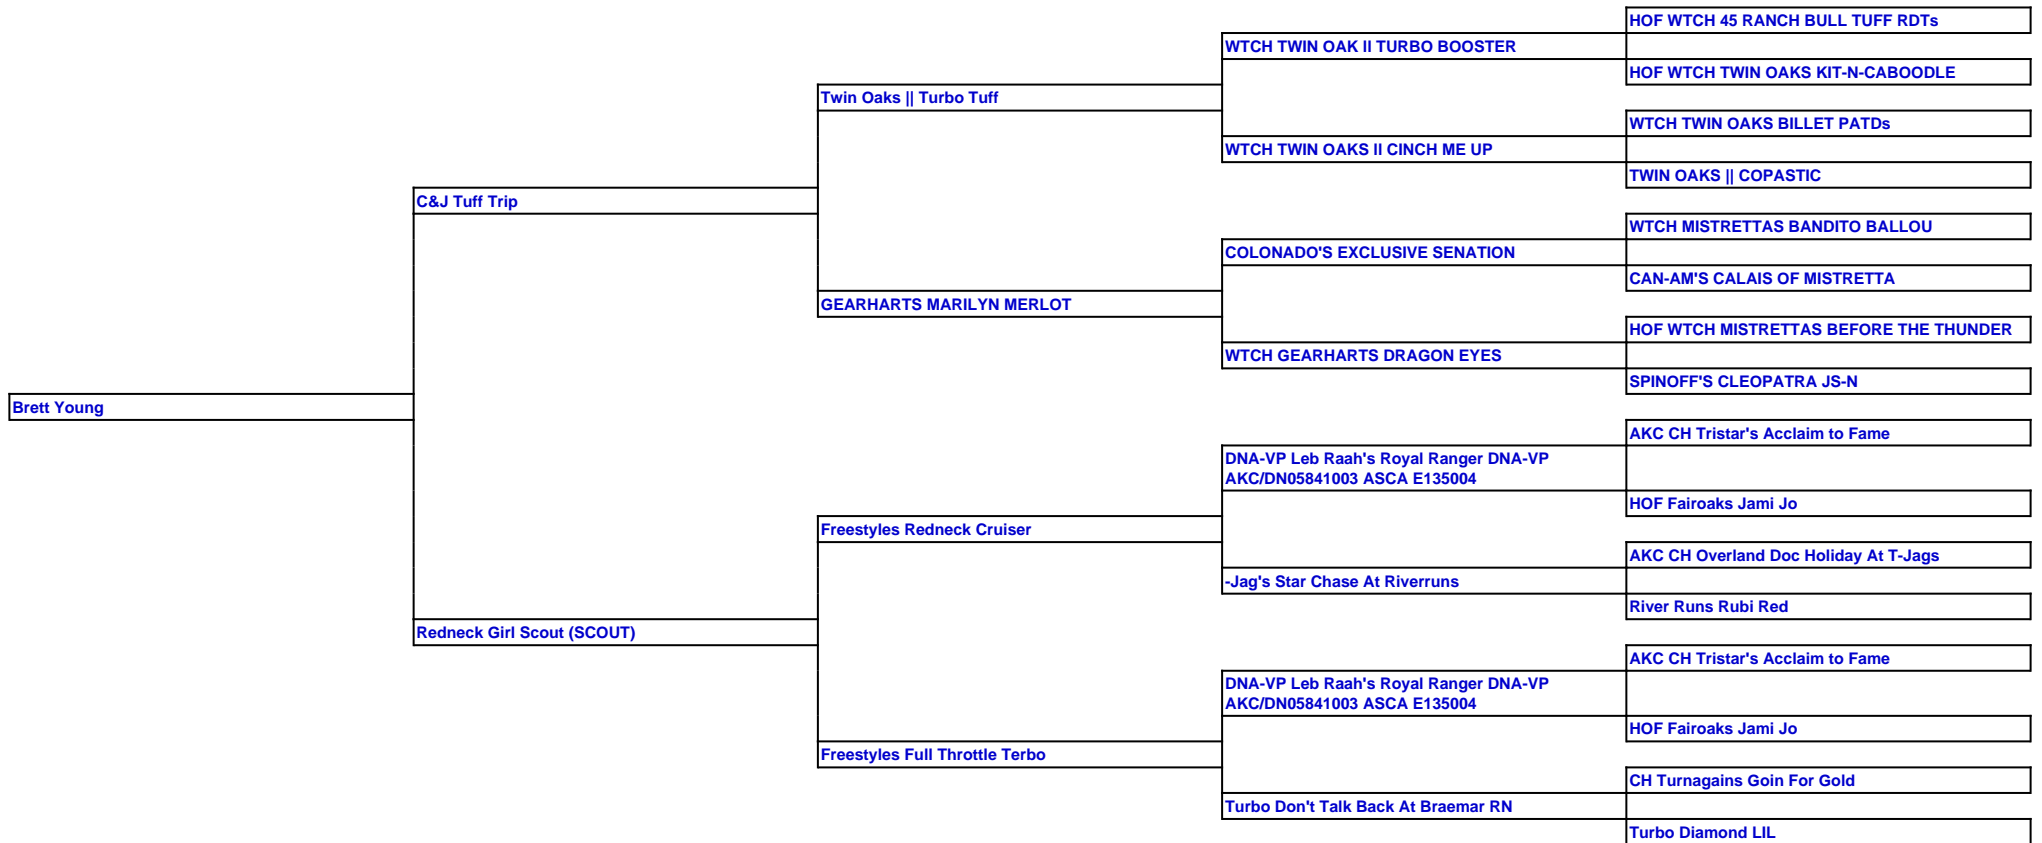 HOF WTCH 45 RANCH BULL TUFF RDTs
WTCH TWIN OAK II TURBO BOOSTER
HOF WTCH TWIN OAKS KIT-N-CABOODLE
Twin Oaks || Turbo Tuff
WTCH TWIN OAKS BILLET PATDs
WTCH TWIN OAKS II CINCH ME UP
TWIN OAKS || COPASTIC
C&J Tuff Trip
WTCH MISTRETTAS BANDITO BALLOU
COLONADO'S EXCLUSIVE SENATION
CAN-AM'S CALAIS OF MISTRETTA
GEARHARTS MARILYN MERLOT
HOF WTCH MISTRETTAS BEFORE THE THUNDER
WTCH GEARHARTS DRAGON EYES
SPINOFF'S CLEOPATRA JS-N
Brett Young
AKC CH Tristar's Acclaim to Fame
DNA-VP Leb Raah's Royal Ranger DNA-VP
AKC/DN05841003 ASCA E135004
HOF Fairoaks Jami Jo
Freestyles Redneck Cruiser
AKC CH Overland Doc Holiday At T-Jags
-Jag's Star Chase At Riverruns
River Runs Rubi Red
Redneck Girl Scout (SCOUT)
AKC CH Tristar's Acclaim to Fame
DNA-VP Leb Raah's Royal Ranger DNA-VP
AKC/DN05841003 ASCA E135004
HOF Fairoaks Jami Jo
Freestyles Full Throttle Terbo
CH Turnagains Goin For Gold
Turbo Don't Talk Back At Braemar RN
Turbo Diamond LIL